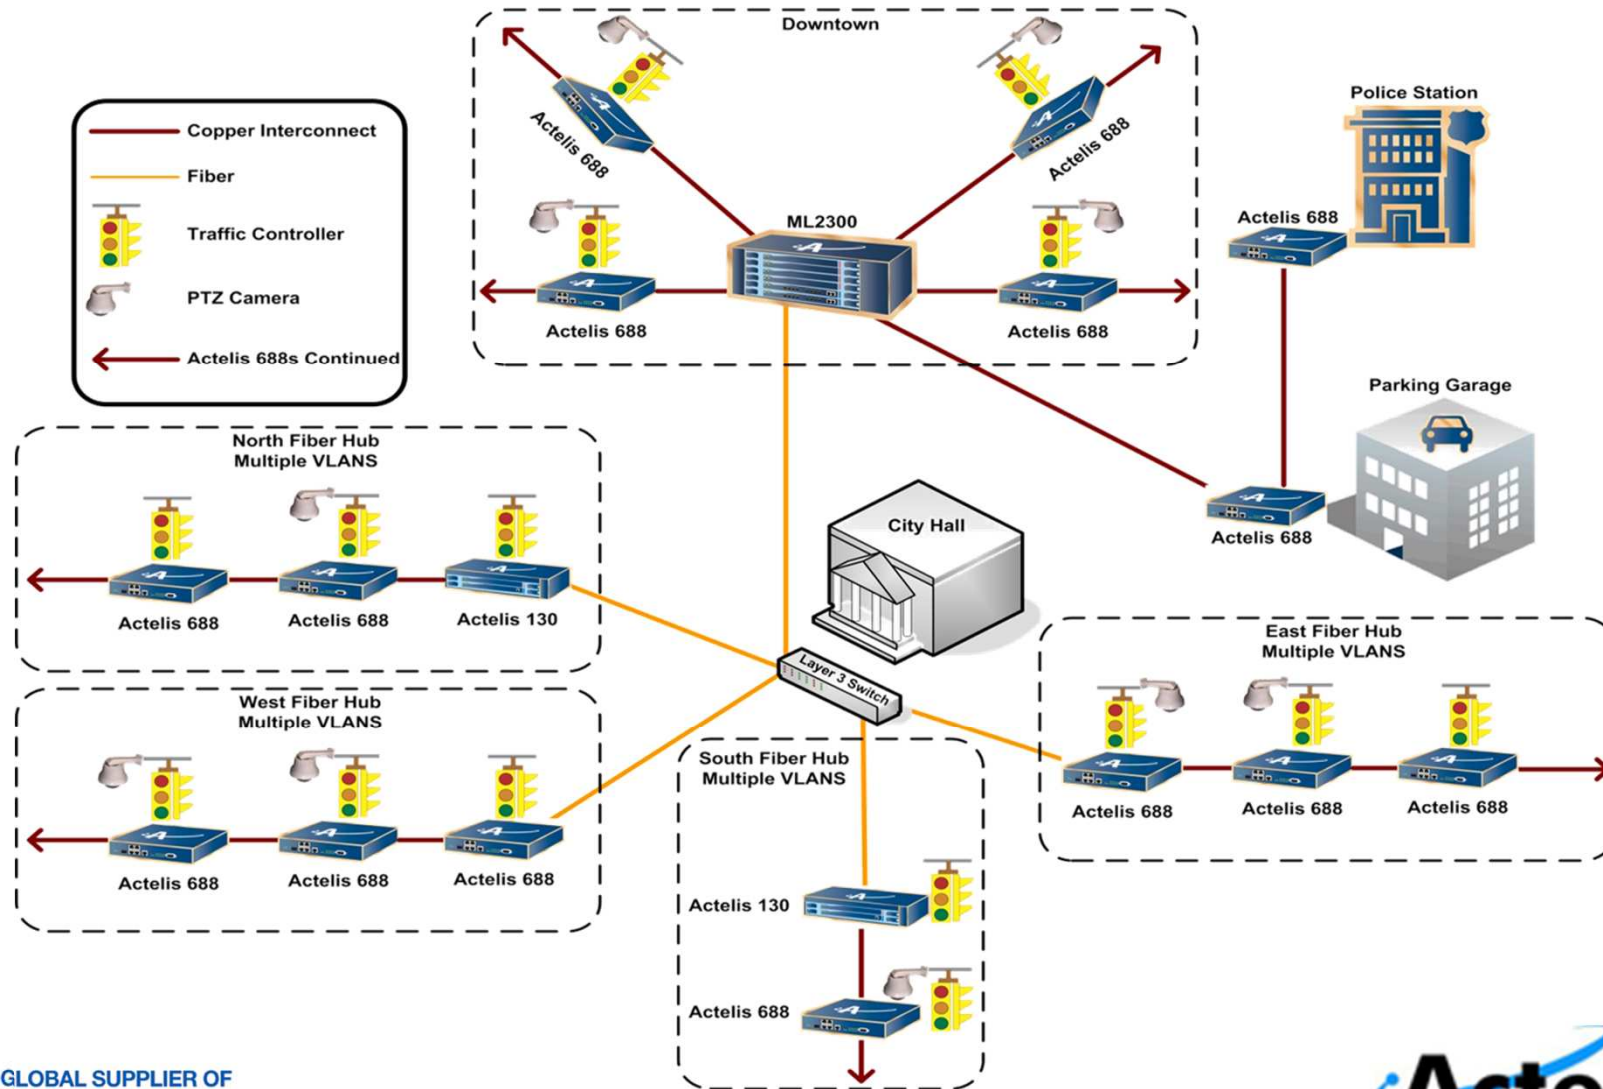 Downtown
Copper Interconnect
Fiber
Traffic Controller
PTZ Camera
Actelis 688s Continued
Actelis 688
Actelis 688
ML2300
Actelis 688
Actelis 688
Police Station
Actelis 688
Parking Garage
Actelis 688
North Fiber Hub
Multiple VLANS
Actelis 688
Actelis 688
Actelis 130
City Hall
Layer 3 Switch
West Fiber Hub
Multiple VLANS
Actelis 688
Actelis 688
Actelis 688
South Fiber Hub
Multiple VLANS
Actelis 130
Actelis 688
East Fiber Hub
Multiple VLANS
Actelis 688
Actelis 688
Actelis 688
GLOBAL SUPPLIER OF